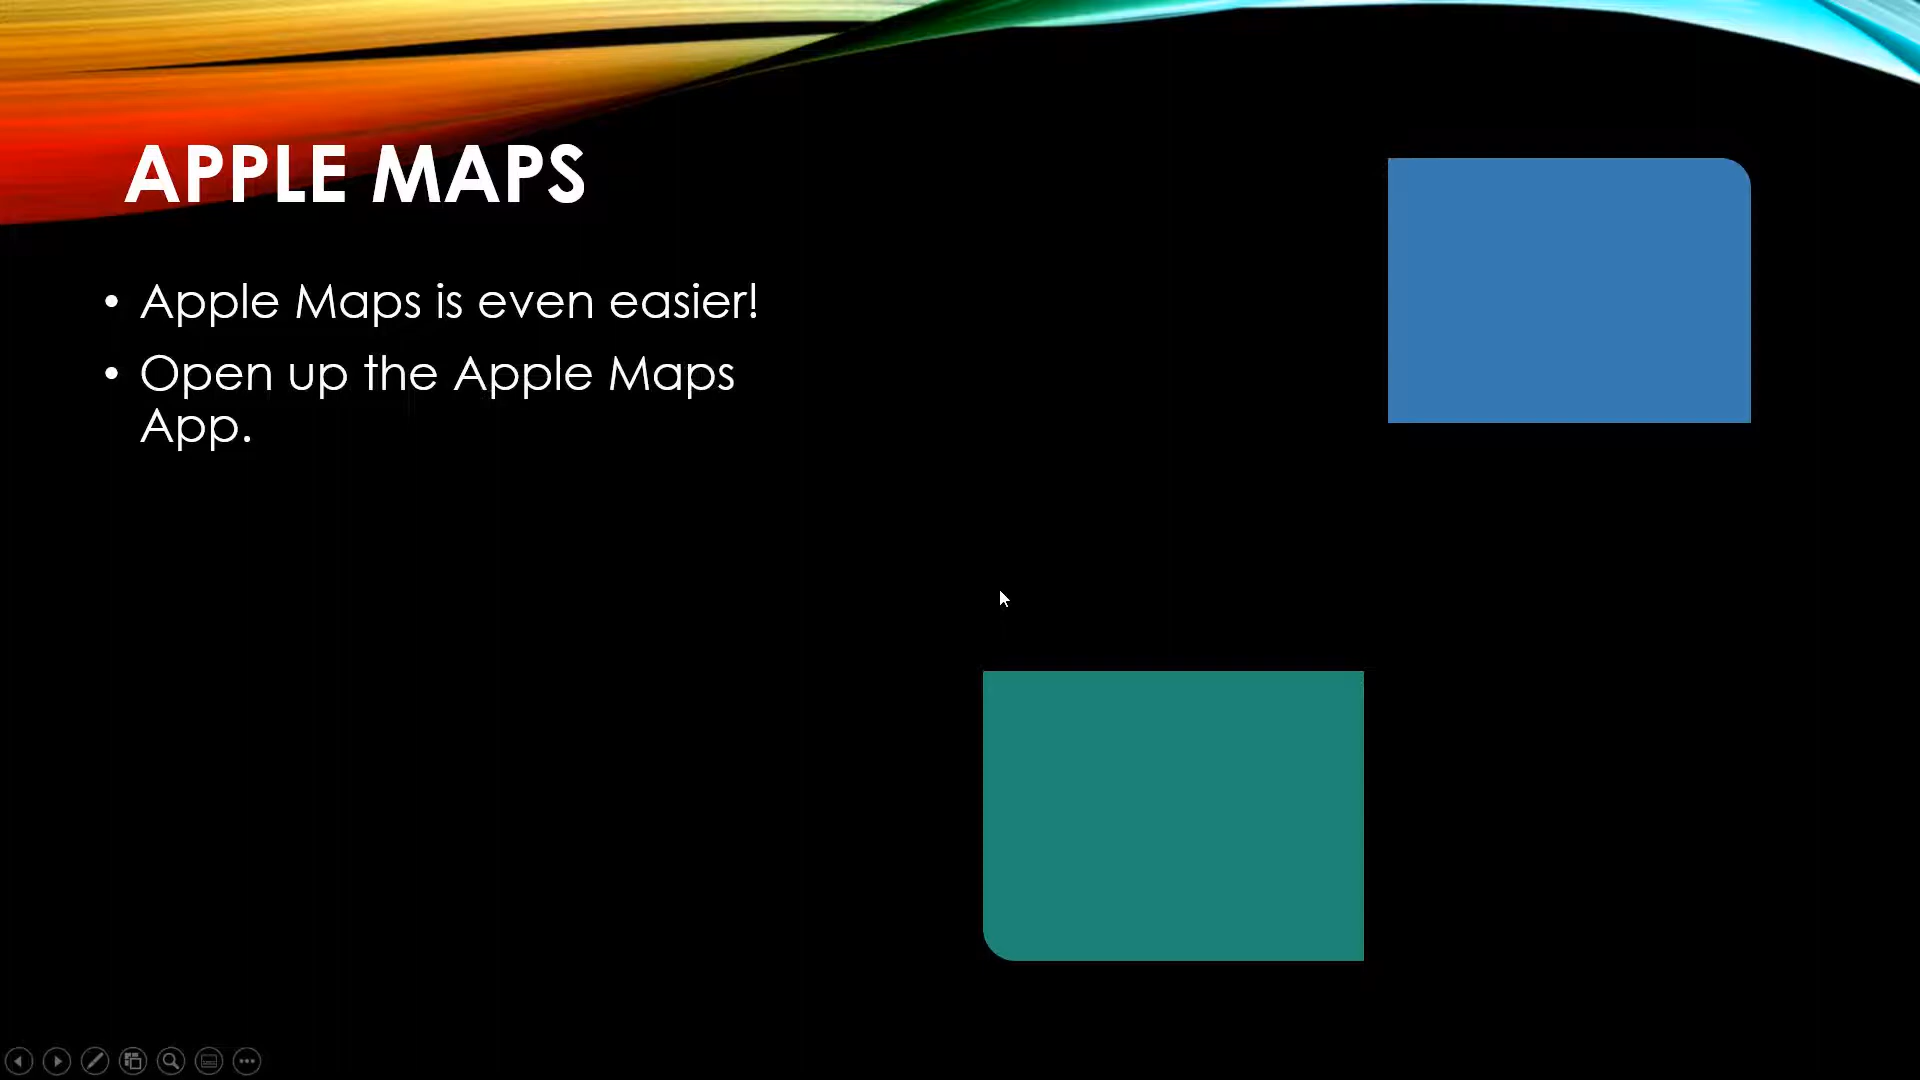 APPLE MAPS
• Apple Maps is even easier!
• Open up the Apple Maps
App.